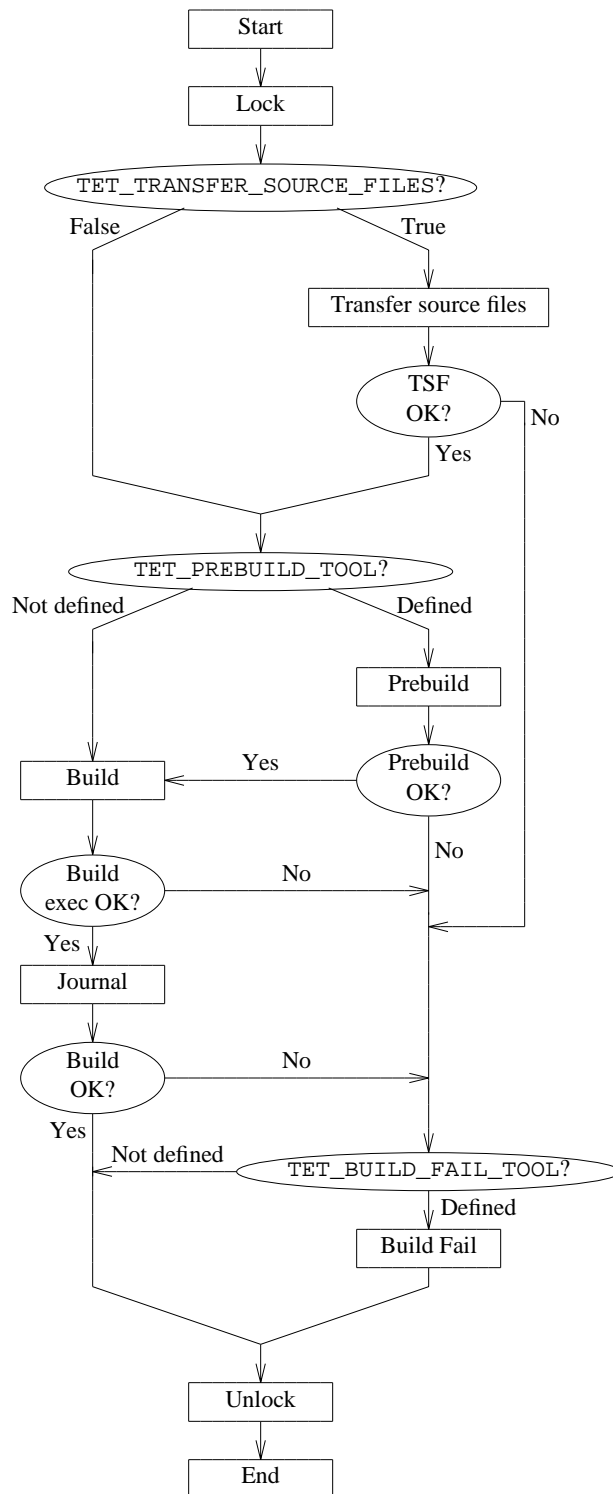 Start
Lock
TET_TRANSFER_SOURCE_FILES?
False
True
Transfer source files
TSF
OK?
No
Yes
TET_PREBUILD_TOOL?
Not defined
Defined
Prebuild
Build
Yes
Prebuild
OK?
No
Build
exec OK?
No
Yes
Journal
Build
OK?
No
Yes
Not defined
TET_BUILD_FAIL_TOOL?
Defined
Build Fail
Unlock
End